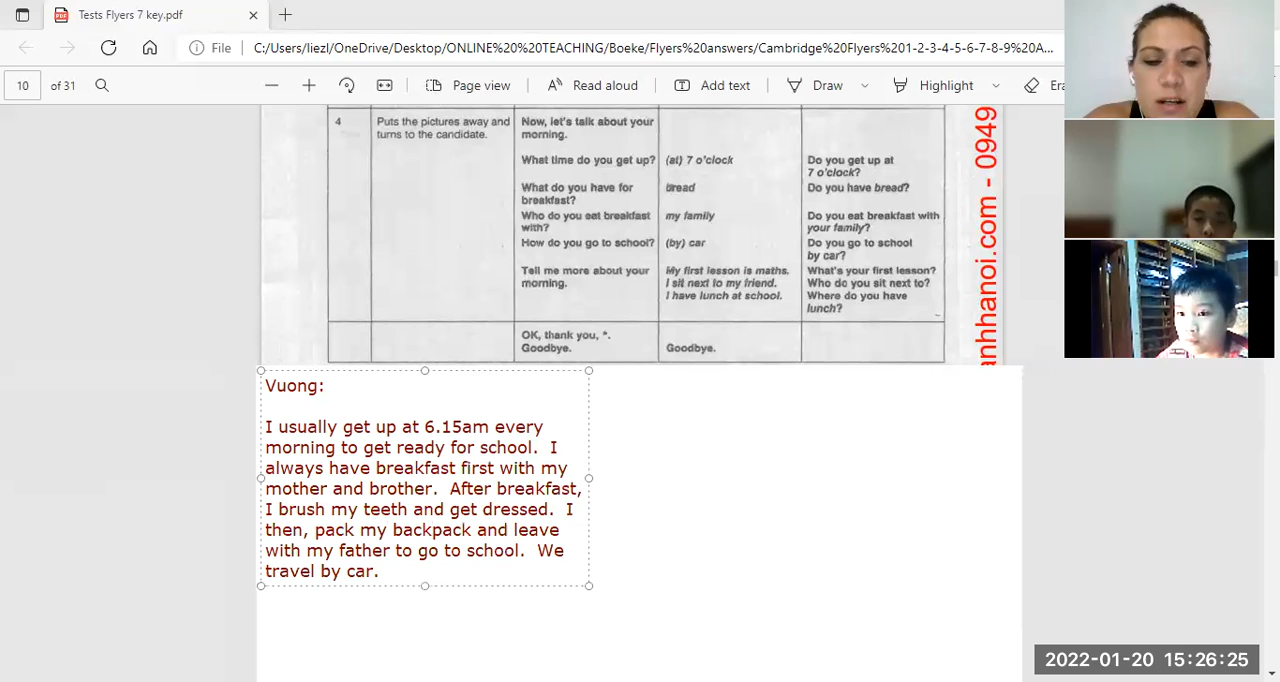 Tests Flyers 7 key.pdf
File
C:/Users/liezl/OneDrive/Desktop/ONLINE%20%20TEACHING/Boeke/Flyers%20answers/Cambridge%20Flyers%201-2-3-4-5-6-7-8-9%20A...
10 of 31
Page view
Read aloud
Add text
Draw
Highlight
Era
4
Puts the pictures away and
turns to the candidate.
Now, let's talk about your
morning.
What time do you get up?
(at) 7 o'clock
Do you get up at
7 o'clock?
What do you have for
breakfast?
bread
Do you have bread?
Who do you eat breakfast
with?
my family
Do you eat breakfast with
your family?
How do you go to school?
(by) car
Do you go to school
by car?
Tell me more about your
morning.
My first lesson is maths.
I sit next to my friend.
I have lunch at school.
What's your first lesson?
Who do you sit next to?
Where do you have
lunch?
OK, thank you, *.
Goodbye.
Goodbye.
anhhanoi.com - 0949
Vuong:
I usually get up at 6.15am every
morning to get ready for school. I
always have breakfast first with my
mother and brother. After breakfast,
I brush my teeth and get dressed. I
then, pack my backpack and leave
with my father to go to school. We
travel by car.
2022-01-20 15:26:25